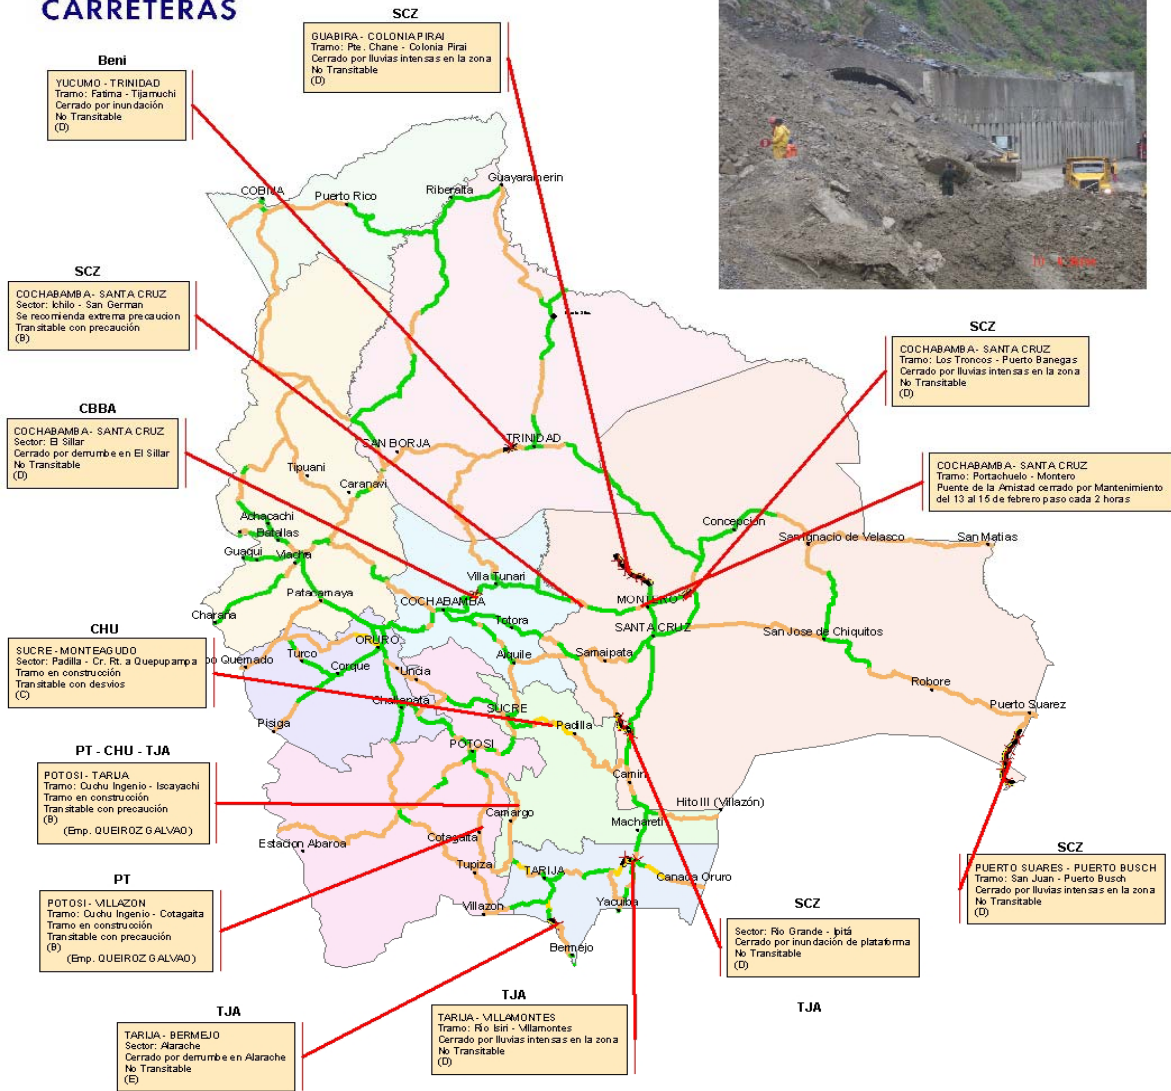 CARRETERAS
SCZ
GUABIRA - COLONIA PIRAI
Tramo: Pte. Chane - Colonia Pirai
Cerrado por lluvias intensas en la zona
No Transitable
(D)
Beni
YUCUMO - TRINIDAD
Tramo: Fatima - Tijamuchi
Cerrado por inundación
No Transitable
(D)
SCZ
COCHABAMBA- SANTA CRUZ
Sector: Ichilo - San German
Se recomienda extrema precaucion
Transitable con precaución
(B)
CBBA
COCHABAMBA- SANTA CRUZ
Sector: El Sillar
Cerrado por derrumbe en El Sillar
No Transitable
(D)
CHU
SUCRE - MONTEAGUDO
Sector: Padilla - Cr. Rt. a Quepupampa
Tramo en construcción
Transitable con desvios
(C)
PT - CHU - TJA
POTOSI - TARIJA
Tramo: Cuchu Ingenio - Iscayachi
Tramo en construcción
Transitable con precaución
(B)
(Emp. QUEIROZ GALVAO)
PT
POTOSI - VILLAZON
Tramo: Cuchu Ingenio - Cotagaita
Tramo en construcción
Transitable con precaución
(B)
(Emp. QUEIROZ GALVAO)
TJA
TARIJA - BERMEJO
Sector: Alarache
Cerrado por derrumbe en Alarache
No Transitable
(E)
TJA
TARIJA - VILLAMONTES
Tramo: Rio Isiri - Villamontes
Cerrado por lluvias intensas en la zona
No Transitable
(D)
SCZ
Sector: Rio Grande - Ipitá
Cerrado por inundación de plataforma
No Transitable
(D)
TJA
SCZ
PUERTO SUARES - PUERTO BUSCH
Tramo: San Juan - Puerto Busch
Cerrado por lluvias intensas en la zona
No Transitable
(D)
SCZ
COCHABAMBA- SANTA CRUZ
Tramo: Los Troncos - Puerto Banegas
Cerrado por lluvias intensas en la zona
No Transitable
(D)
COCHABAMBA- SANTA CRUZ
Tramo: Portachuelo - Montero
Puente de la Amistad cerrado por Mantenimiento
del 13 al 15 de febrero paso cada 2 horas
COBIJA
Puerto Rico
Riberalta
Guayaramerin
SAN BORJA
TRINIDAD
Tipuani
Caranavi
Achacachi
Batallas
Guaqui
Viacha
Patacamaya
Charaña
Villa Tunari
COCHABAMBA
Totora
Aiquile
Samaipata
MONTERO
SANTA CRUZ
Concepcion
San Ignacio de Velasco
San Matias
San Jose de Chiquitos
Robore
Puerto Suarez
Quemado
Turco
ORURO
Corque
Uncia
Challapata
Pisiga
SUCRE
Padilla
POTOSI
Camiri
Hito III (Villazón)
Machareti
Camargo
Cotagaita
Estacion Abaroa
Tupiza
TARIJA
Canada Oruro
Yacuiba
Villazon
Bermejo